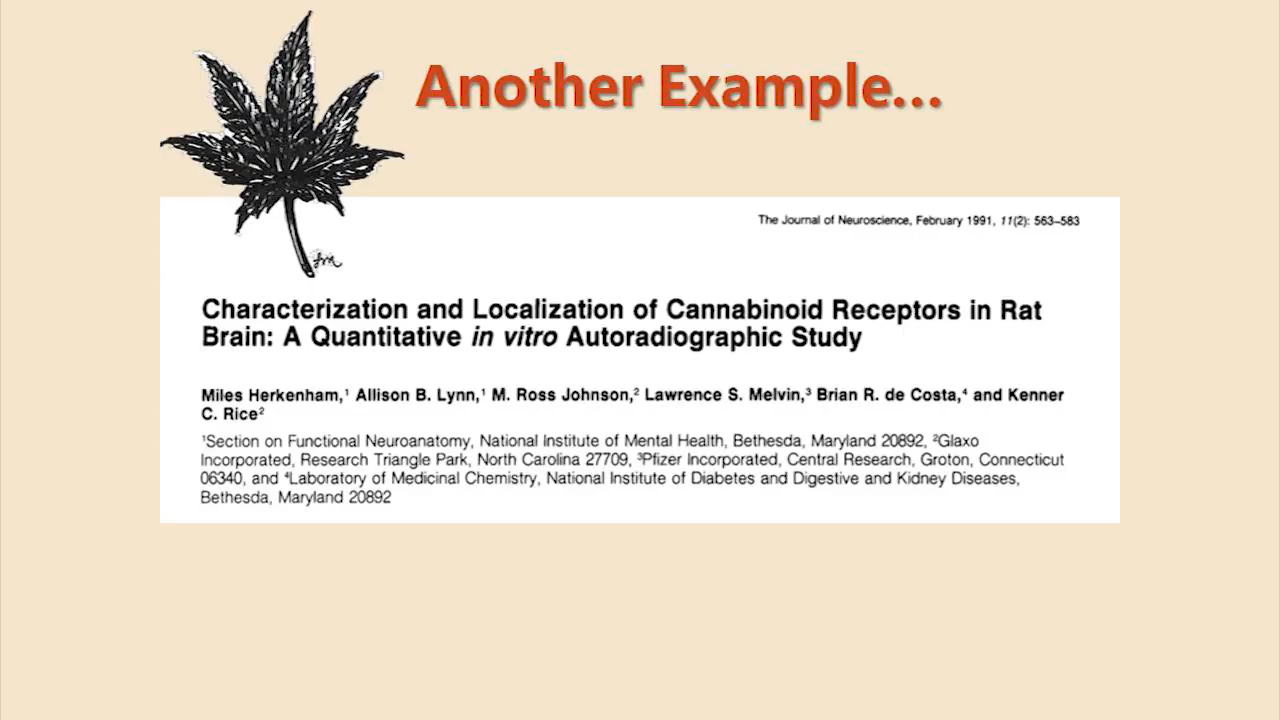 Another Example...
The Journal of Neuroscience, February 1991, 11(2): 563–583
Characterization and Localization of Cannabinoid Receptors in Rat
Brain: A Quantitative in vitro Autoradiographic Study
Miles Herkenham,¹ Allison B. Lynn,¹ M. Ross Johnson,² Lawrence S. Melvin,³ Brian R. de Costa,⁴ and Kenner
C. Rice²
¹Section on Functional Neuroanatomy, National Institute of Mental Health, Bethesda, Maryland 20892, ²Glaxo
Incorporated, Research Triangle Park, North Carolina 27709, ³Pfizer Incorporated, Central Research, Groton, Connecticut
06340, and ⁴Laboratory of Medicinal Chemistry, National Institute of Diabetes and Digestive and Kidney Diseases,
Bethesda, Maryland 20892